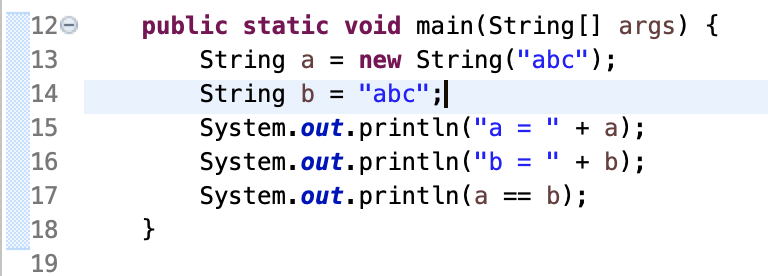 12 public static void main(String[] args) {
13 String a = new String("abc");
14 String b = "abc";
15 System.out.println("a = " + a);
16 System.out.println("b = " + b);
17 System.out.println(a == b);
18 }
19